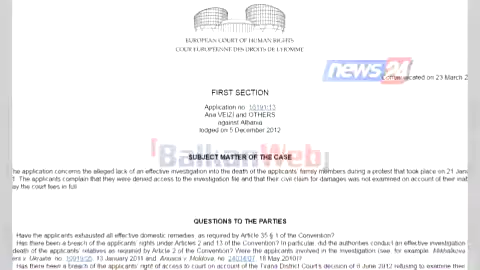 EUROPEAN COURT OF HUMAN RIGHTS
COUR EUROPÉENNE DES DROITS DE L'HOMME
news24
Communicated on 23 March 2
FIRST SECTION
Application no. 10191/13
Ana VEIZI and OTHERS
against Albania
lodged on 5 December 2012
BalkanWeb
SUBJECT MATTER OF THE CASE
The application concerns the alleged lack of an effective investigation into the death of the applicants' family members during a protest that took place on 21 Jan
The applicants complain that they were denied access to the investigation file and that their civil claim for damages was not examined on account of their
pay the court fees in full
QUESTIONS TO THE PARTIES
Have the applicants exhausted all effective domestic remedies, as required by Article 35 § 1 of the Convention?
Has there been a breach of the applicants' rights under Articles 2 and 13 of the Convention? In particular, did the authorities conduct an effective investigation
death of the applicants' relatives as required by Article 2 of the Convention? Were the applicants involved in the investigation (see, for example,
v. Ukraine, no. 18 January 2011 and Anusca v. Moldova, no. 24034/07, 18 May 2010)?
Has there been a breach of the applicants' right of access to court on account of the Tirana District Court's decision of 8 June 2012 refusing to examine their